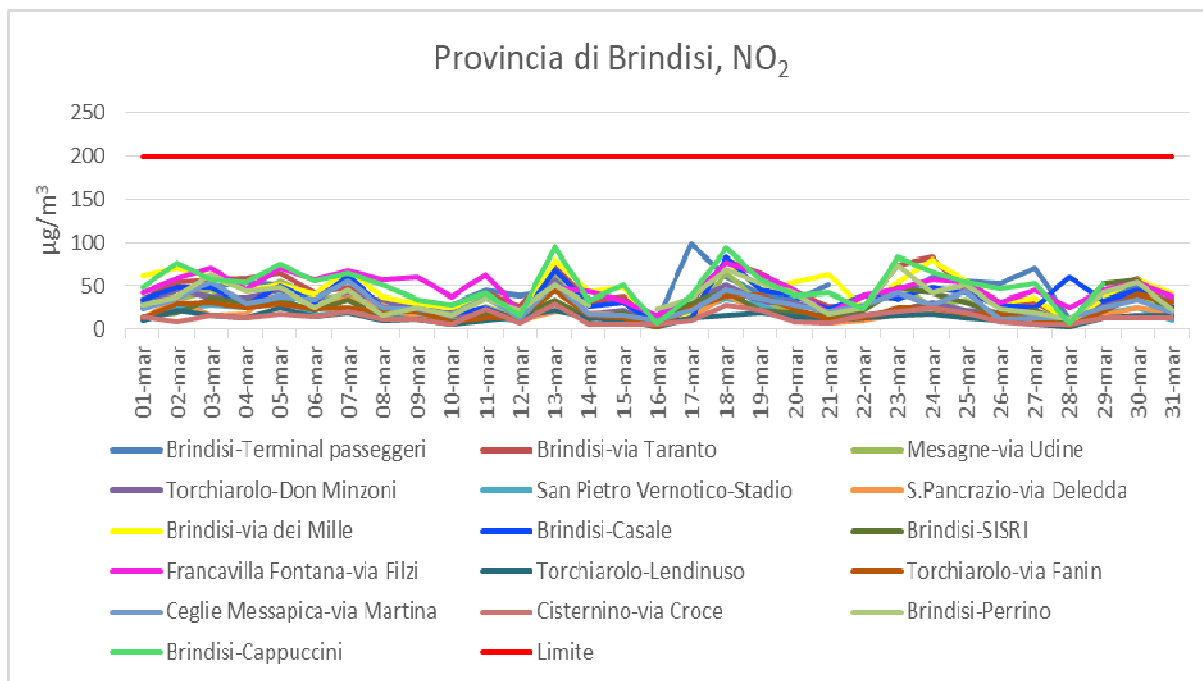 Provincia di Brindisi, NO₂
µg/m³
250
200
150
100
50
0
01-mar
02-mar
03-mar
04-mar
05-mar
06-mar
07-mar
08-mar
09-mar
10-mar
11-mar
12-mar
13-mar
14-mar
15-mar
16-mar
17-mar
18-mar
19-mar
20-mar
21-mar
22-mar
23-mar
24-mar
25-mar
26-mar
27-mar
28-mar
29-mar
30-mar
31-mar
Brindisi-Terminal passeggeri Brindisi-via Taranto Mesagne-via Udine
Torchiarolo-Don Minzoni San Pietro Vernotico-Stadio S.Pancrazio-via Deledda
Brindisi-via dei Mille Brindisi-Casale Brindisi-SISRI
Francavilla Fontana-via Filzi Torchiarolo-Lendinuso Torchiarolo-via Fanin
Ceglie Messapica-via Martina Cisternino-via Croce Brindisi-Perrino
Brindisi-Cappuccini Limite